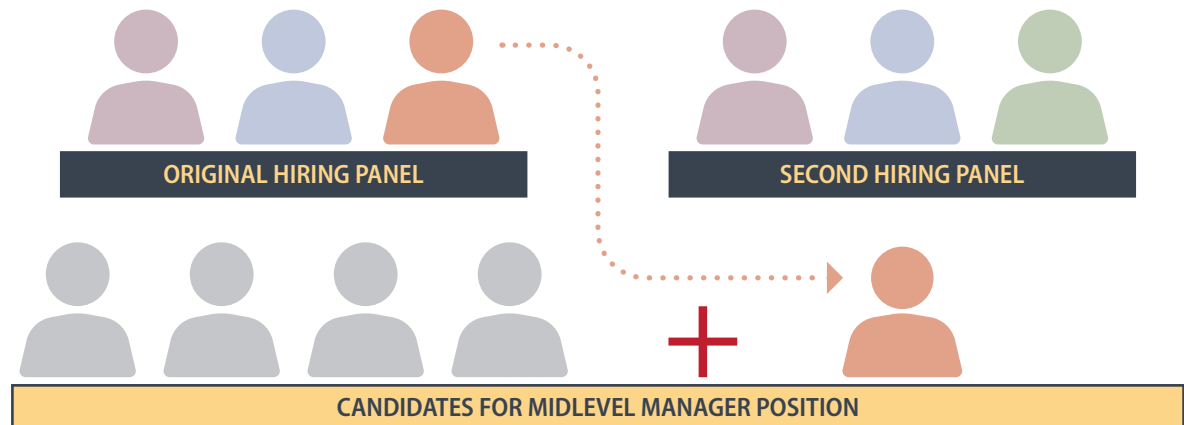 ORIGINAL HIRING PANEL
SECOND HIRING PANEL
CANDIDATES FOR MIDLEVEL MANAGER POSITION